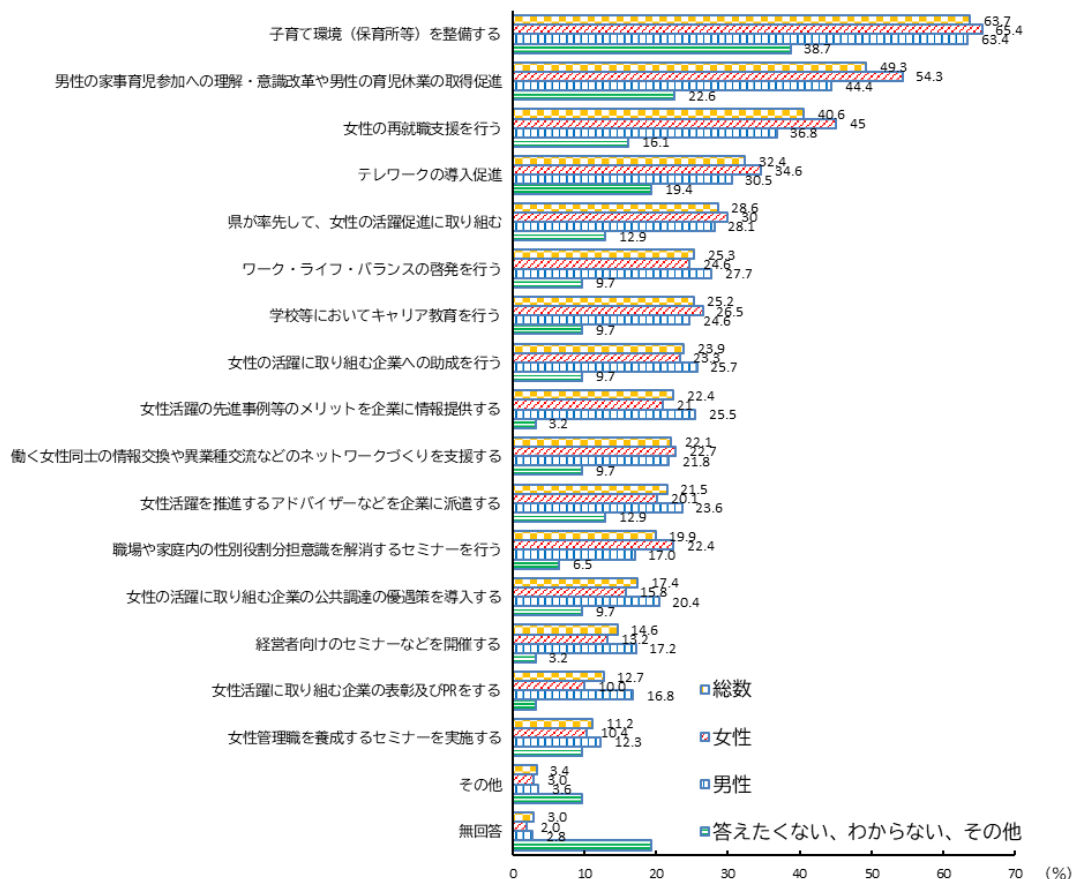 子育て環境（保育所等）を整備する
63.7
65.4
63.4
38.7
男性の家事育児参加への理解・意識改革や男性の育児休業の取得促進
49.3
54.3
44.4
22.6
女性の再就職支援を行う
40.6
45
36.8
16.1
テレワークの導入促進
32.4
34.6
30.5
19.4
県が率先して、女性の活躍促進に取り組む
28.6
30
28.1
12.9
ワーク・ライフ・バランスの啓発を行う
25.3
24.6
27.7
9.7
学校等においてキャリア教育を行う
25.2
26.5
24.6
9.7
女性の活躍に取り組む企業への助成を行う
23.9
23.3
25.7
9.7
女性活躍の先進事例等のメリットを企業に情報提供する
22.4
21
25.5
3.2
働く女性同士の情報交換や異業種交流などのネットワークづくりを支援する
22.1
22.7
21.8
9.7
女性活躍を推進するアドバイザーなどを企業に派遣する
21.5
20.1
23.6
12.9
職場や家庭内の性別役割分担意識を解消するセミナーを行う
19.9
22.4
17.0
6.5
女性の活躍に取り組む企業の公共調達の優遇策を導入する
17.4
15.8
20.4
9.7
経営者向けのセミナーなどを開催する
14.6
13.2
17.2
3.2
女性活躍に取り組む企業の表彰及びPRをする
12.7
10.0
16.8
女性管理職を養成するセミナーを実施する
11.2
10.4
12.3
その他
3.4
3.0
3.6
無回答
3.0
2.0
2.8
総数
女性
男性
答えたくない、わからない、その他
0 10 20 30 40 50 60 70 (%)